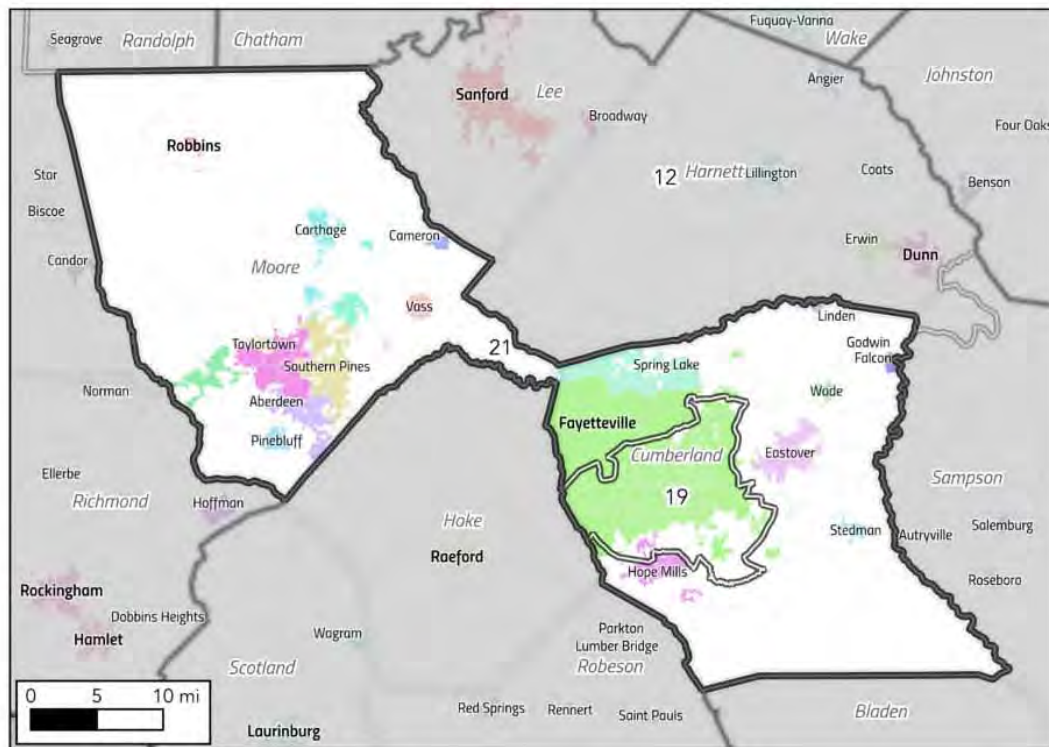 Seagrave
Randolph
Chatham
Fuquay-Varina
Wake
Johnston
Angier
Sanford
Lee
Broadway
Four Oaks
Robbins
Star
Biscoe
12
Harnett
Lillington
Coats
Benson
Carthage
Cameron
Erwin
Dunn
Candor
Moore
Vass
Linden
Taylortown
21
Godwin
Falcon
Southern Pines
Spring Lake
Norman
Wade
Aberdeen
Fayetteville
Pinebluff
Eastover
Cumberland
Ellerbe
Richmond
Hoffman
19
Sampson
Hoke
Stedman
Autryville
Salemburg
Raeford
Hope Mills
Roseboro
Rockingham
Dobbins Heights
Hamlet
Wagram
Parkton
Lumber Bridge
Scotland
Robeson
0 5 10 mi
Red Springs
Rennert
Saint Pauls
Bladen
Laurinburg